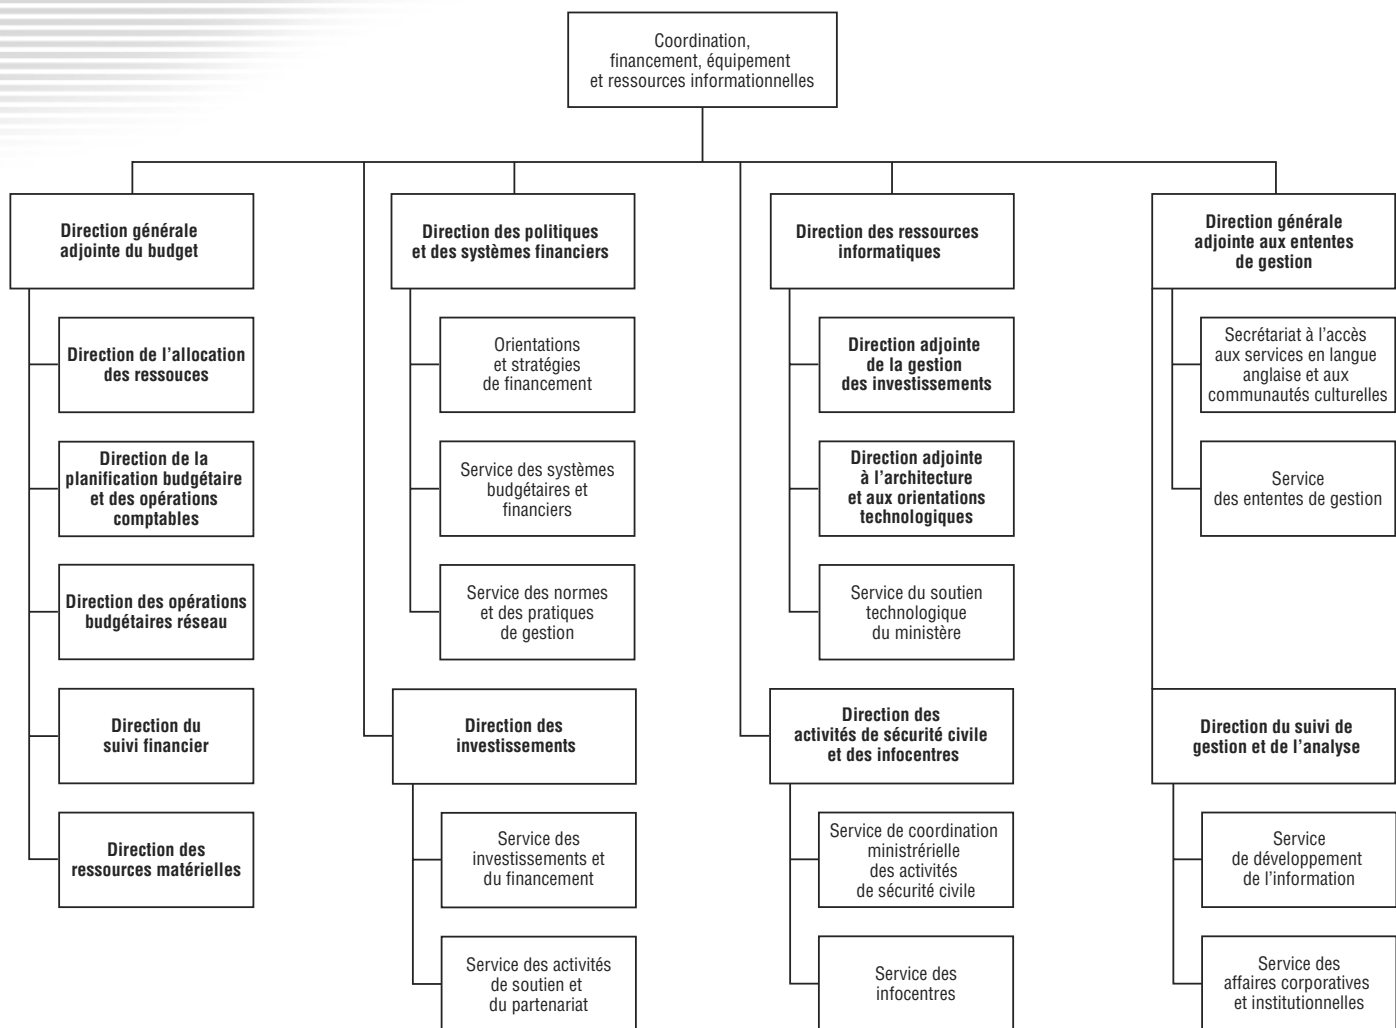 Coordination,
financement, équipement
et ressources informationnelles
Direction générale
adjointe du budget
Direction de l'allocation
des ressouces
Direction de la
planification budgétaire
et des opérations
comptables
Direction des opérations
budgétaires réseau
Direction du
suivi financier
Direction des
ressources matérielles
Direction des politiques
et des systèmes financiers
Orientations
et stratégies
de financement
Service des systèmes
budgétaires et
financiers
Service des normes
et des pratiques
de gestion
Direction des
investissements
Service des
investissements et
du financement
Service des activités
de soutien et
du partenariat
Direction des ressources
informatiques
Direction adjointe
de la gestion
des investissements
Direction adjointe
à l'architecture
et aux orientations
technologiques
Service du soutien
technologique
du ministère
Direction des
activités de sécurité civile
et des infocentres
Service de coordination
ministrérielle
des activités
de sécurité civile
Service des
infocentres
Direction générale
adjointe aux ententes
de gestion
Secrétariat à l'accès
aux services en langue
anglaise et aux
communautés culturelles
Service
des ententes de gestion
Direction du suivi de
gestion et de l'analyse
Service
de développement
de l'information
Service des
affaires corporatives
et institutionnelles